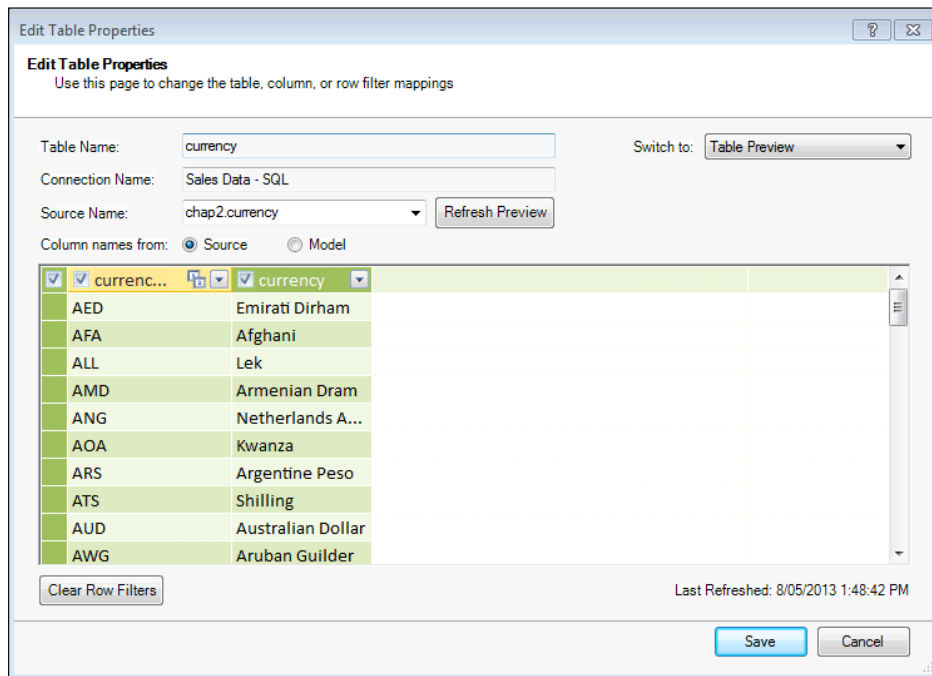 Edit Table Properties
Edit Table Properties
Use this page to change the table, column, or row filter mappings
Table Name: currency Switch to: Table Preview
Connection Name: Sales Data - SQL
Source Name: chap2.currency Refresh Preview
Column names from: Source Model
currenc... currency
AED Emirati Dirham
AFA Afghani
ALL Lek
AMD Armenian Dram
ANG Netherlands A...
AOA Kwanza
ARS Argentine Peso
ATS Shilling
AUD Australian Dollar
AWG Aruban Guilder
Clear Row Filters Last Refreshed: 8/05/2013 1:48:42 PM
Save Cancel